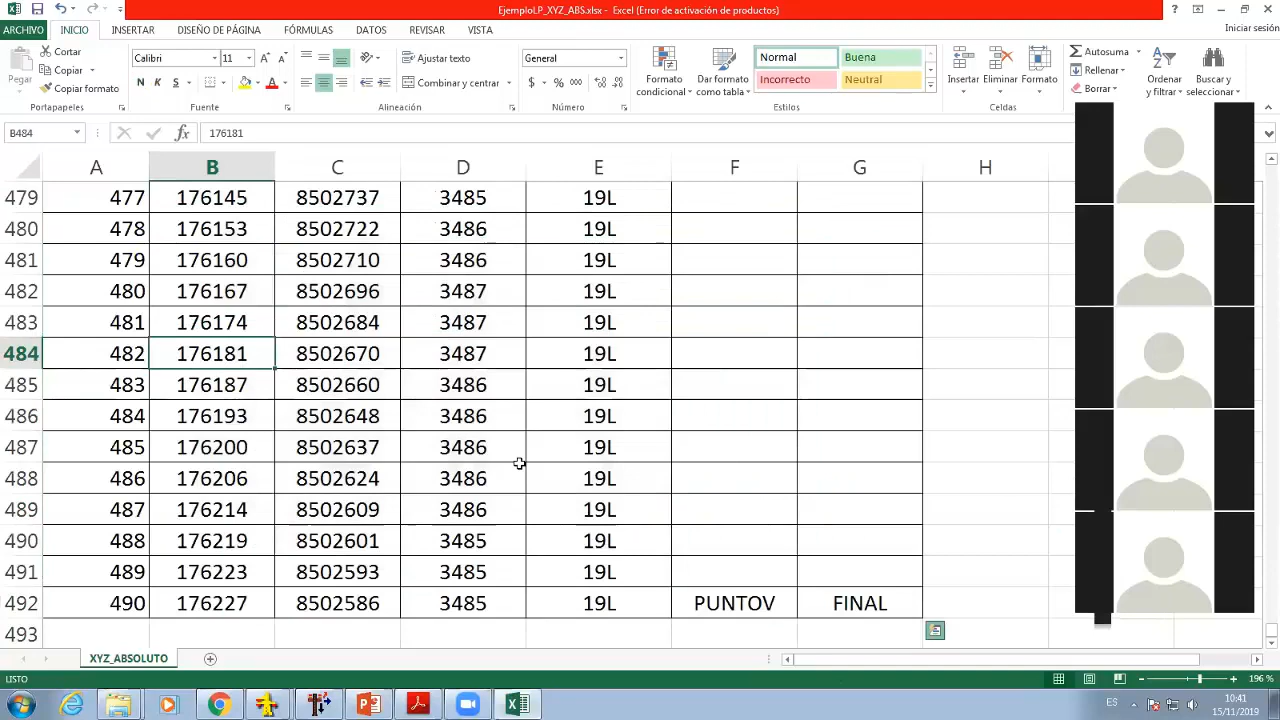 EjemploLP_XYZ_ABS.xlsx - Excel (Error de activación de productos)
ARCHIVO INICIO INSERTAR DISEÑO DE PÁGINA FÓRMULAS DATOS REVISAR VISTA Iniciar sesión
Pegar
Cortar
Copiar
Copiar formato
Portapapeles
Calibri 11
N K S
Fuente
Ajustar texto
Combinar y centrar
Alineación
General
$ % 000
Número
Formato condicional
Dar formato como tabla
Normal Buena
Incorrecto Neutral
Estilos
Insertar Eliminar Formato
Celdas
Autosuma
Rellenar
Borrar
Ordenar y filtrar
Buscar y seleccionar
B484 fx 176181
A B C D E F G H
479 477 176145 8502737 3485 19L
480 478 176153 8502722 3486 19L
481 479 176160 8502710 3486 19L
482 480 176167 8502696 3487 19L
483 481 176174 8502684 3487 19L
484 482 176181 8502670 3487 19L
485 483 176187 8502660 3486 19L
486 484 176193 8502648 3486 19L
487 485 176200 8502637 3486 19L
488 486 176206 8502624 3486 19L
489 487 176214 8502609 3486 19L
490 488 176219 8502601 3485 19L
491 489 176223 8502593 3485 19L
492 490 176227 8502586 3485 19L PUNTOV FINAL
493
XYZ_ABSOLUTO
LISTO 196 %
ES 10:41
15/11/2019